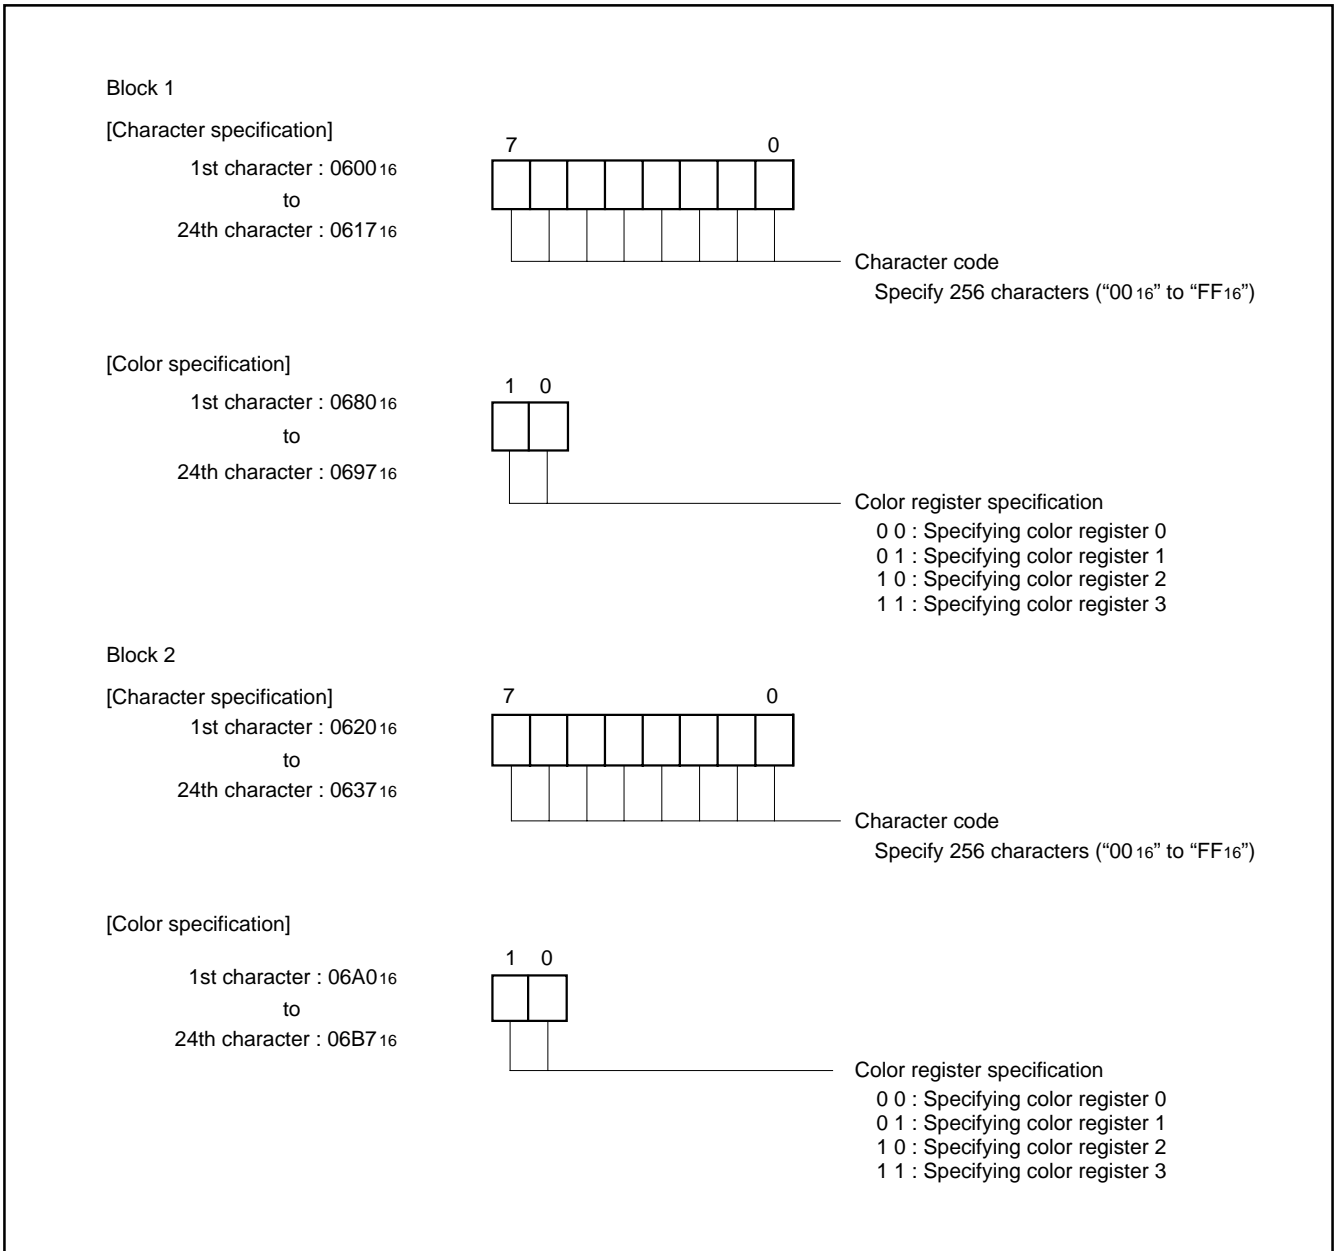 Block 1
[Character specification]
7 0
1st character : 060016
to
24th character : 061716
Character code
Specify 256 characters (“0016” to “FF16”)
[Color specification]
1 0
1st character : 068016
to
24th character : 069716
Color register specification
0 0 : Specifying color register 0
0 1 : Specifying color register 1
1 0 : Specifying color register 2
1 1 : Specifying color register 3
Block 2
[Character specification]
7 0
1st character : 062016
to
24th character : 063716
Character code
Specify 256 characters (“0016” to “FF16”)
[Color specification]
1 0
1st character : 06A016
to
24th character : 06B716
Color register specification
0 0 : Specifying color register 0
0 1 : Specifying color register 1
1 0 : Specifying color register 2
1 1 : Specifying color register 3